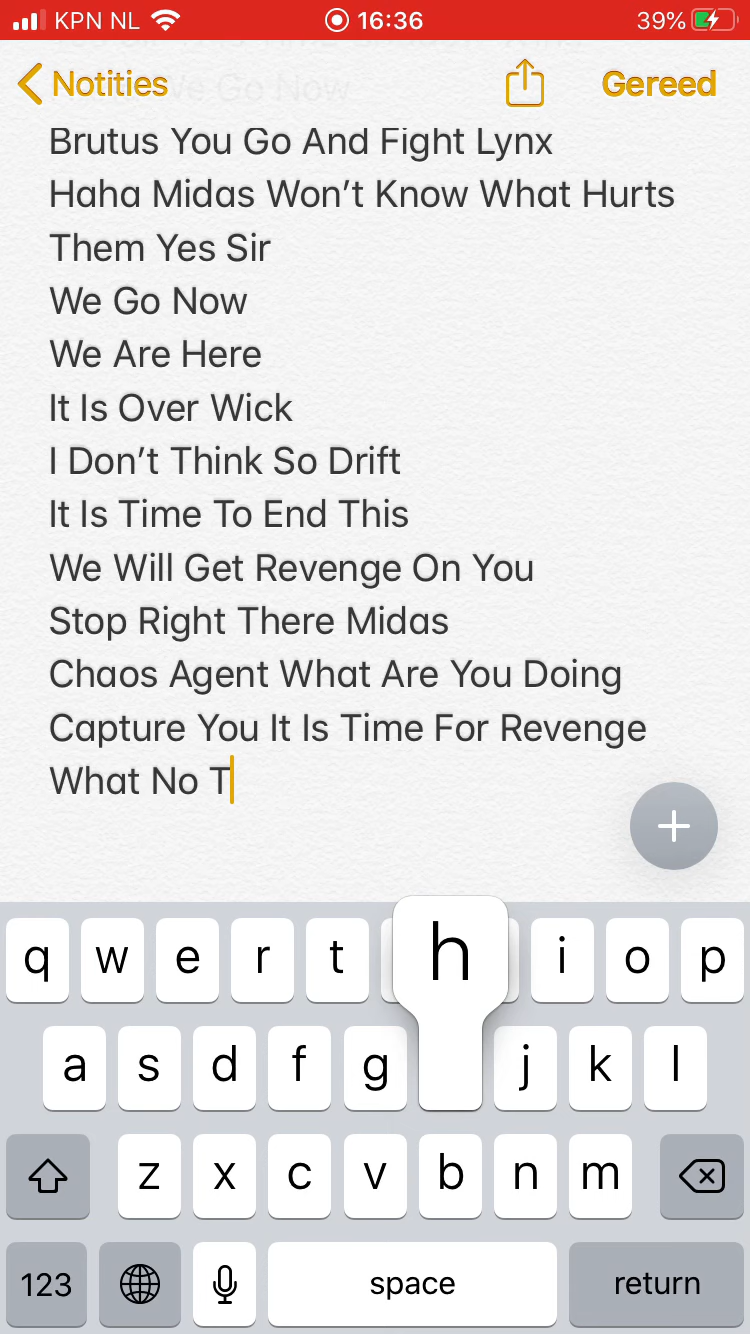 KPN NL 16:36 39%
We Go Now
Notities Gereed
Brutus You Go And Fight Lynx
Haha Midas Won’t Know What Hurts
Them Yes Sir
We Go Now
We Are Here
It Is Over Wick
I Don’t Think So Drift
It Is Time To End This
We Will Get Revenge On You
Stop Right There Midas
Chaos Agent What Are You Doing
Capture You It Is Time For Revenge
What No T
+
q w e r t h i o p
a s d f g j k l
z x c v b n m
123 space return